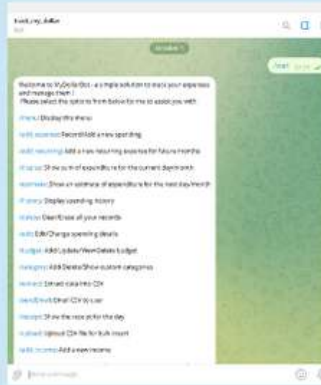 track_my_dollar
bot
/start
Welcome to MyDollarBot - a simple solution to track your expenses
and manage them !
Please select the options from below for me to assist you with
/menu: Display the menu
/add_expense: Record/Add a new spending
/add_recurring: Add a new recurring expense for future months
Show sum of expenditure for the current day/month
/estimate: Show an estimate of expenditure for the next day/month
/history: Display spending history
/delete: Clear/Erase all your records
/edit: Edit/Change spending details
/budget: Add/Update/View/Delete budget
/category: Add/Delete/Show custom categories
/extract: Extract data into CSV
/sendEmail: Email CSV to user
/receipt: Show the receipt for the day
/upload: Upload CSV file for bulk insert
/add_income: Add a new income